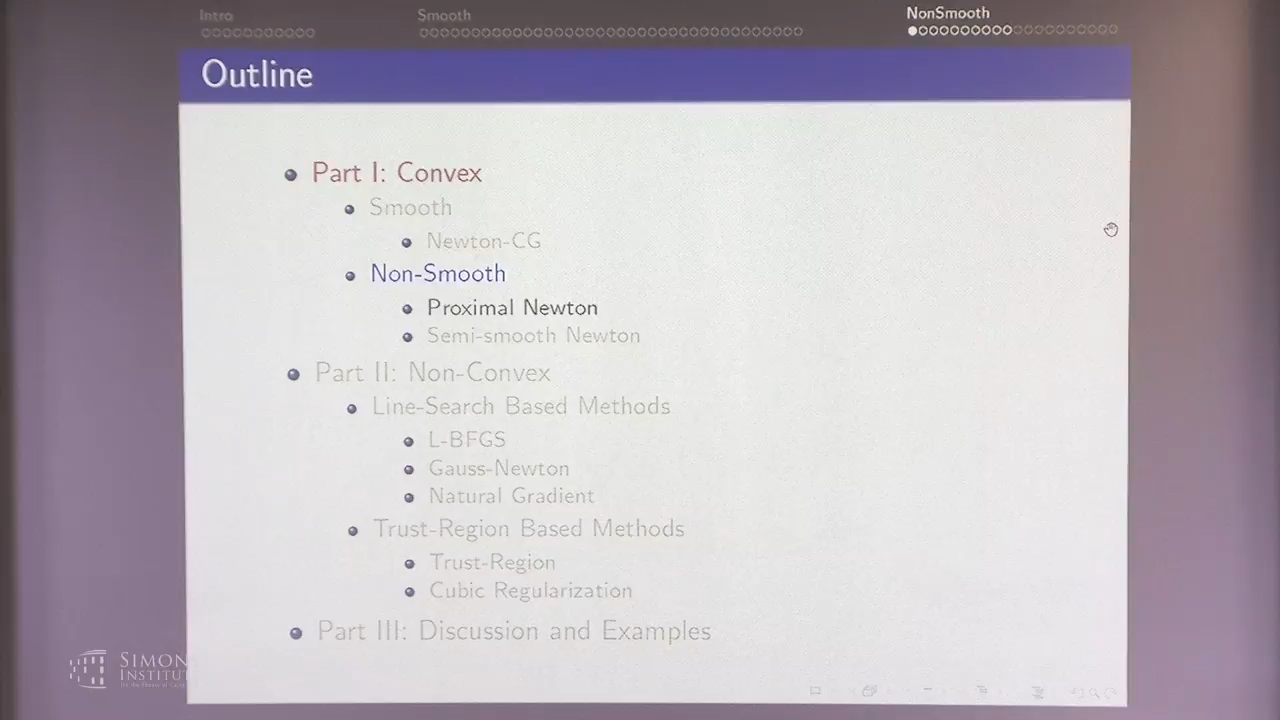 Intro
Smooth
NonSmooth
Outline
Part I: Convex
Smooth
Newton-CG
Non-Smooth
Proximal Newton
Semi-smooth Newton
Part II: Non-Convex
Line-Search Based Methods
L-BFGS
Gauss-Newton
Natural Gradient
Trust-Region Based Methods
Trust-Region
Cubic Regularization
Part III: Discussion and Examples
SIMON
INSTITUT